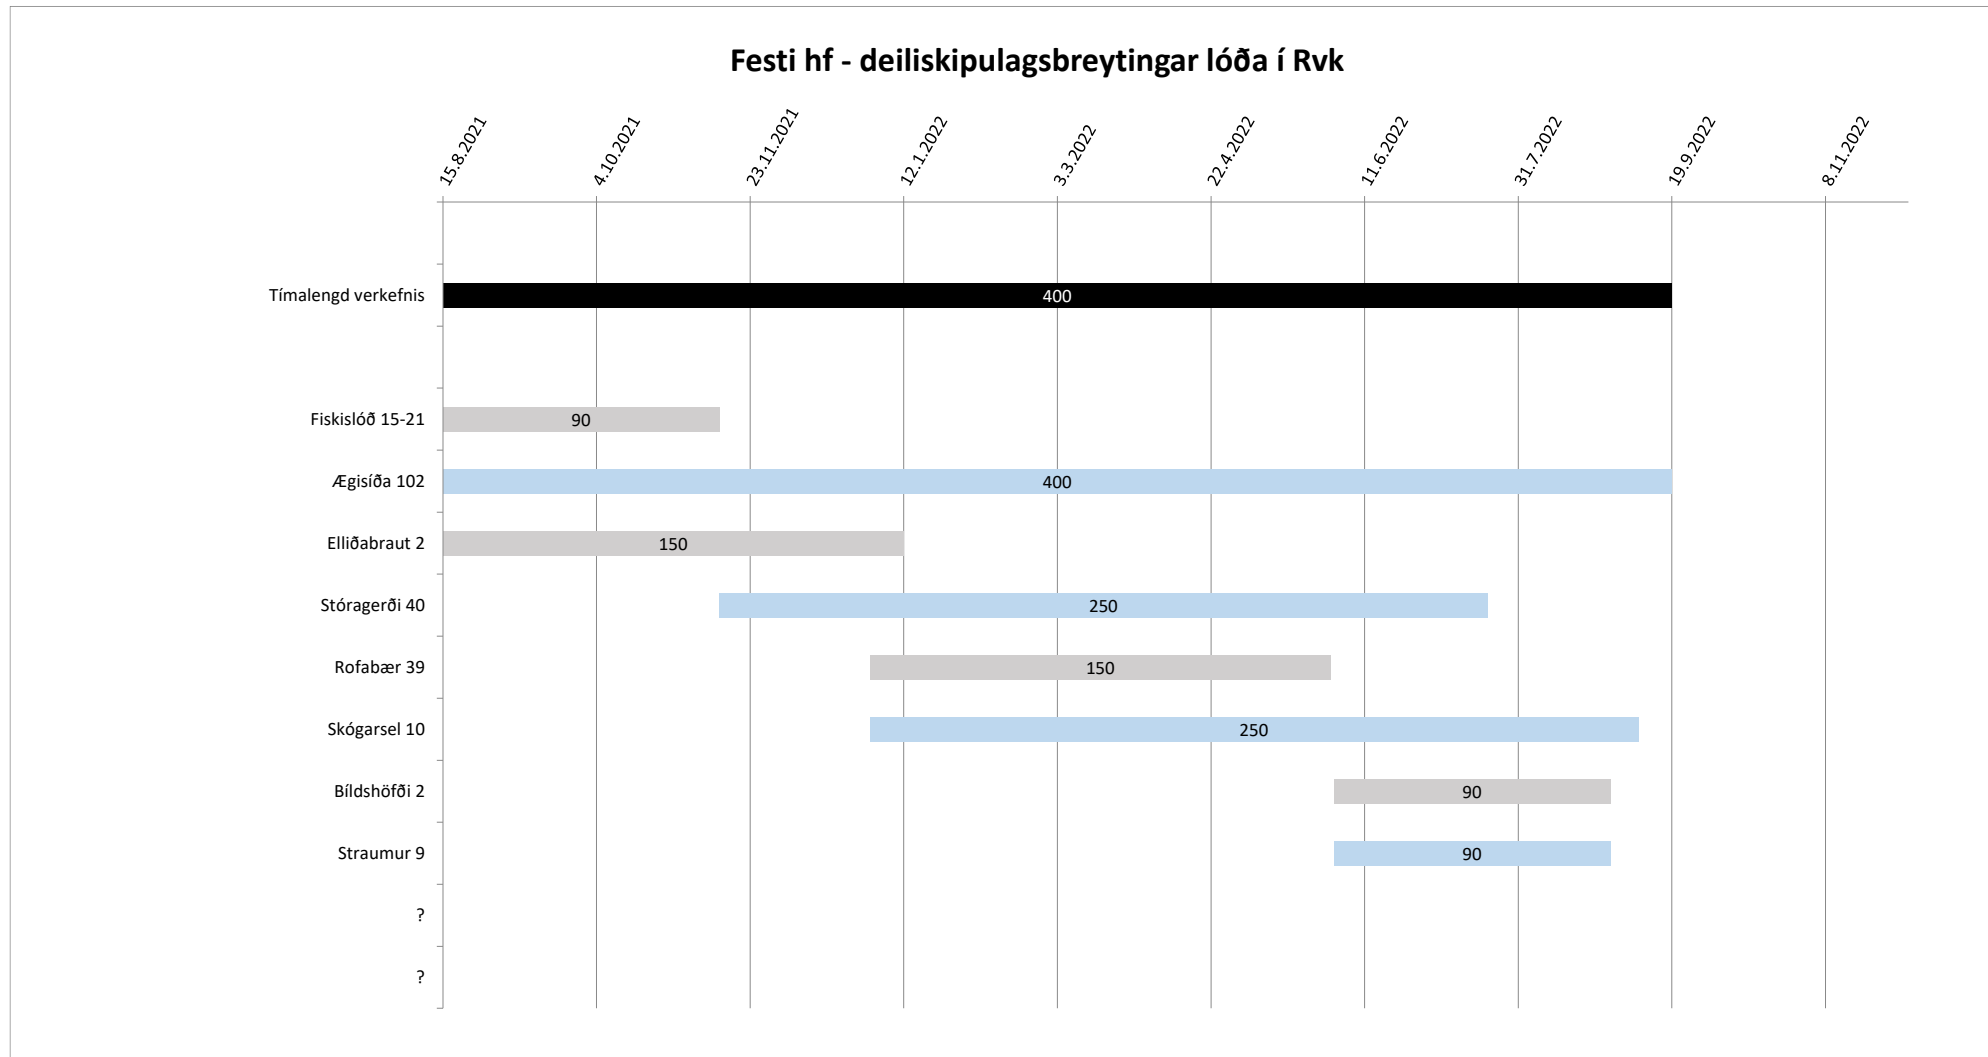 Festi hf - deiliskipulagsbreytingar lóða í Rvk
15.8.2021 4.10.2021 23.11.2021 12.1.2022 3.3.2022 22.4.2022 11.6.2022 31.7.2022 19.9.2022 8.11.2022
Tímalengd verkefnis 400
Fiskislóð 15-21 90
Ægisíða 102 400
Elliðabraut 2 150
Stóragerði 40 250
Rofabær 39 150
Skógarsel 10 250
Bíldshöfði 2 90
Straumur 9 90
?
?